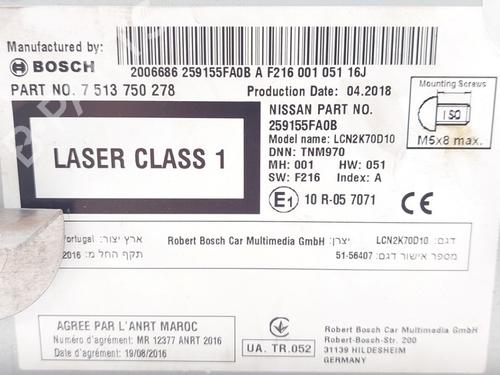 Manufactured by:
BOSCH
2006686 259155FA0B A F216 001 051 16J
PART NO. 7 513 750 278
Production Date: 04.2018
Mounting Screws
ISO
M5x8 max.
NISSAN PART NO.
259155FA0B
Model name: LCN2K70D10
DNN: TNM970
MH: 001 HW: 051
SW: F216 Index: A
E1 10 R-05 7071
CE
LASER CLASS 1
Portugal ארץ יצור:
Robert Bosch Car Multimedia GmbH יצרן:
LCN2K70D10 דגם:
2016 תקף החל מ:
51-56407 מספר אישור דגם:
AGREE PAR L'ANRT MAROC
Numéro d'agrément: MR 12377 ANRT 2016
Date d'agrément: 19/08/2016
UA. TR.052
Robert Bosch Car Multimedia GmbH
Robert-Bosch-Str. 200
31139 HILDESHEIM
GERMANY